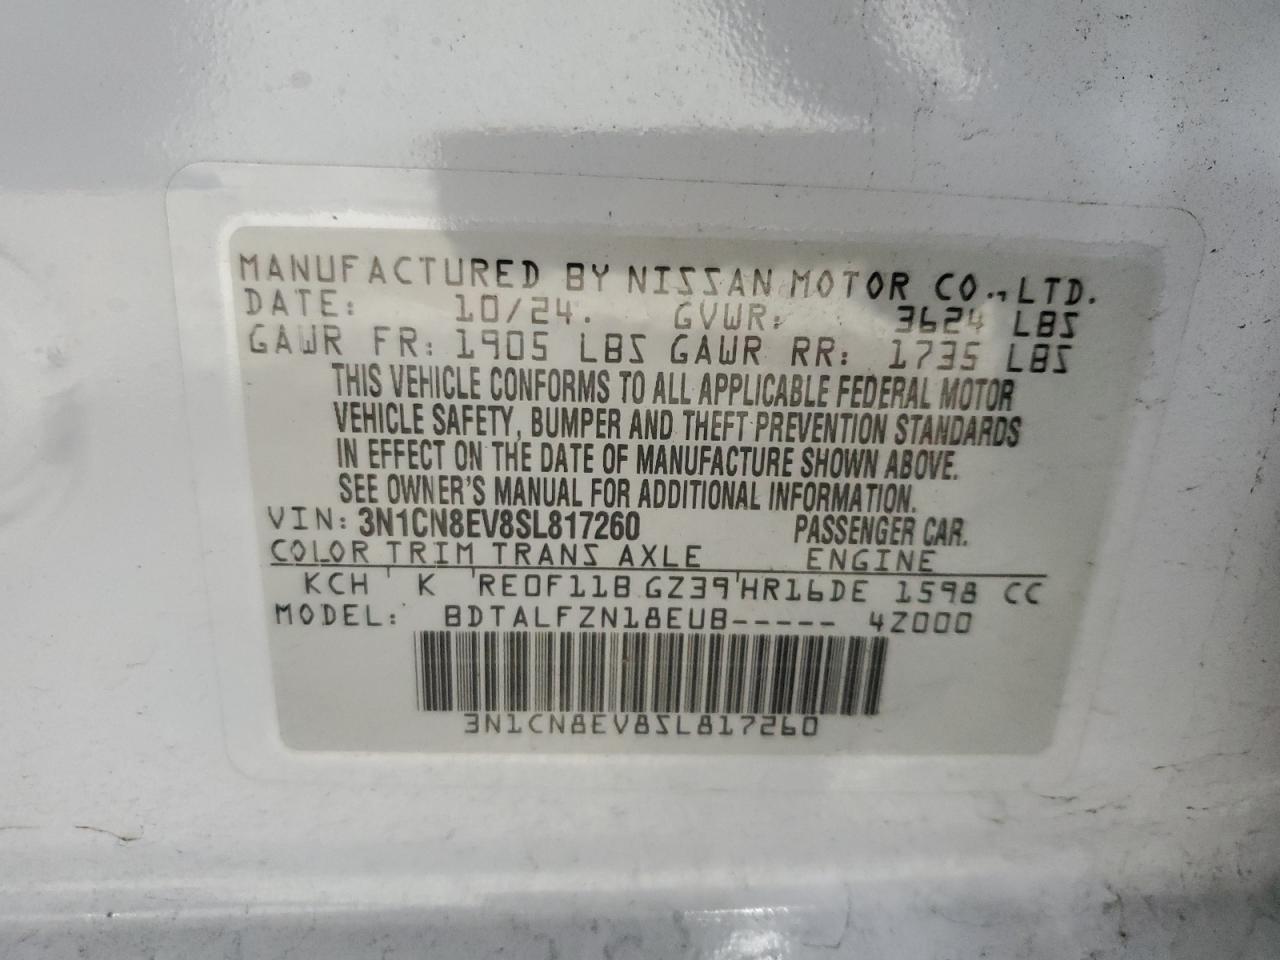 MANUFACTURED BY NISSAN MOTOR CO., LTD.
DATE: 10/24. GVWR: 3624 LBS
GAWR FR: 1905 LBS GAWR RR: 1735 LBS
THIS VEHICLE CONFORMS TO ALL APPLICABLE FEDERAL MOTOR
VEHICLE SAFETY, BUMPER AND THEFT PREVENTION STANDARDS
IN EFFECT ON THE DATE OF MANUFACTURE SHOWN ABOVE.
SEE OWNER'S MANUAL FOR ADDITIONAL INFORMATION.
VIN: 3N1CN8EV8SL817260 PASSENGER CAR.
COLOR TRIM TRANS AXLE ENGINE
KCH K RE0F11B GZ39 HR16DE 1598 CC
MODEL: BDTALFZN18EUB----- 4Z000
3N1CN8EV8SL817260